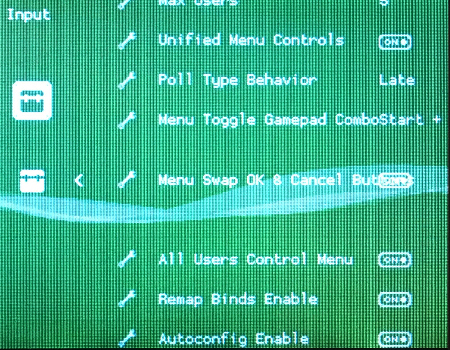 Max Users 5
Input
Unified Menu Controls ON
Poll Type Behavior Late
Menu Toggle Gamepad ComboStart +
Menu Swap OK & Cancel But
All Users Control Menu ON
Remap Binds Enable ON
Autoconfig Enable ON